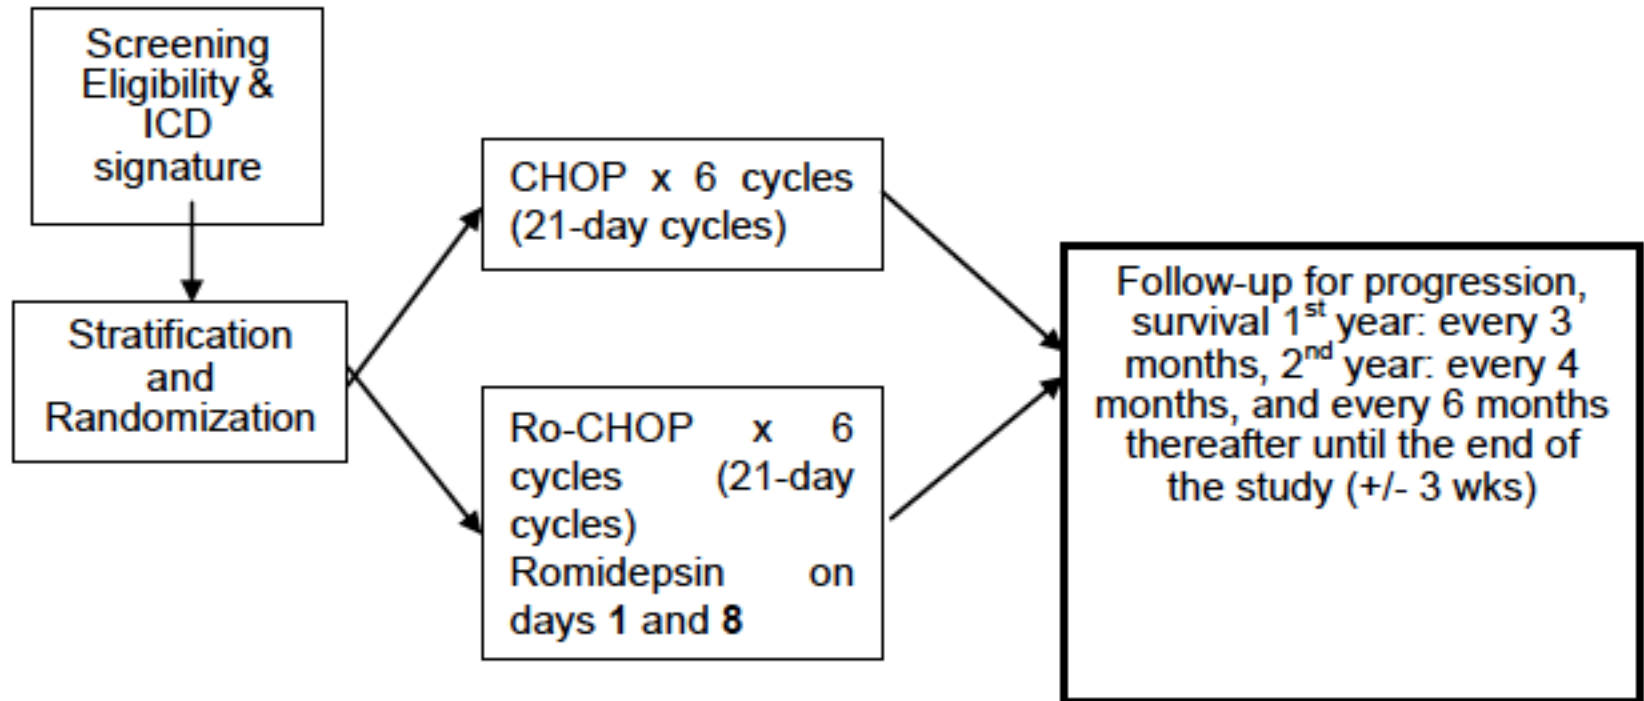 Screening
Eligibility &
ICD
signature
Stratification
and
Randomization
CHOP x 6 cycles
(21-day cycles)
Ro-CHOP x 6
cycles (21-day
cycles)
Romidepsin on
days 1 and 8
Follow-up for progression,
survival 1st year: every 3
months, 2nd year: every 4
months, and every 6 months
thereafter until the end of
the study (+/- 3 wks)